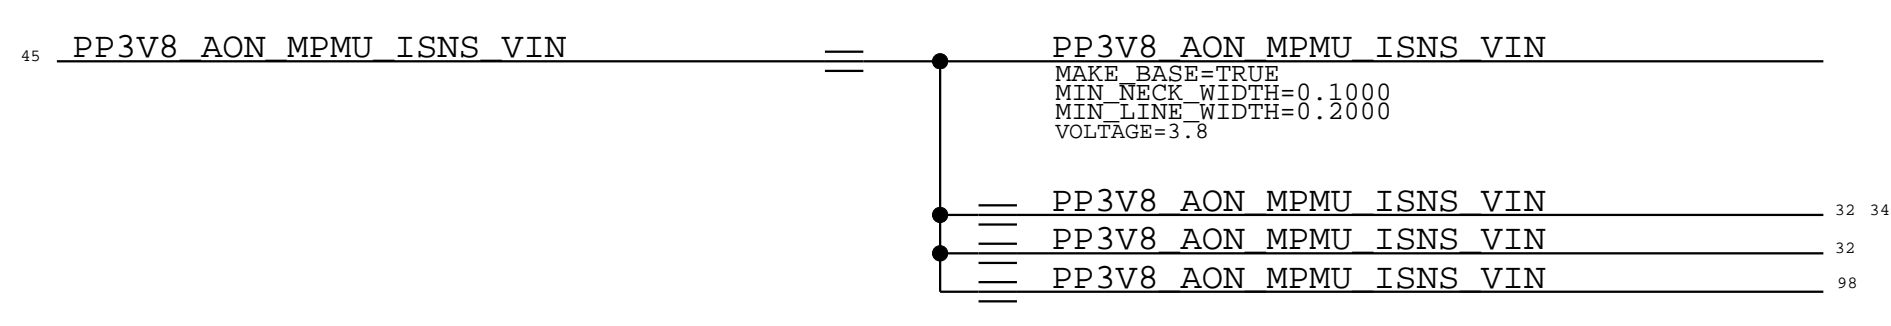 45 PP3V8_AON_MPMU_ISNS_VIN PP3V8_AON_MPMU_ISNS_VIN
MAKE_BASE=TRUE
MIN_NECK_WIDTH=0.1000
MIN_LINE_WIDTH=0.2000
VOLTAGE=3.8
PP3V8_AON_MPMU_ISNS_VIN 32 34
PP3V8_AON_MPMU_ISNS_VIN 32
PP3V8_AON_MPMU_ISNS_VIN 98